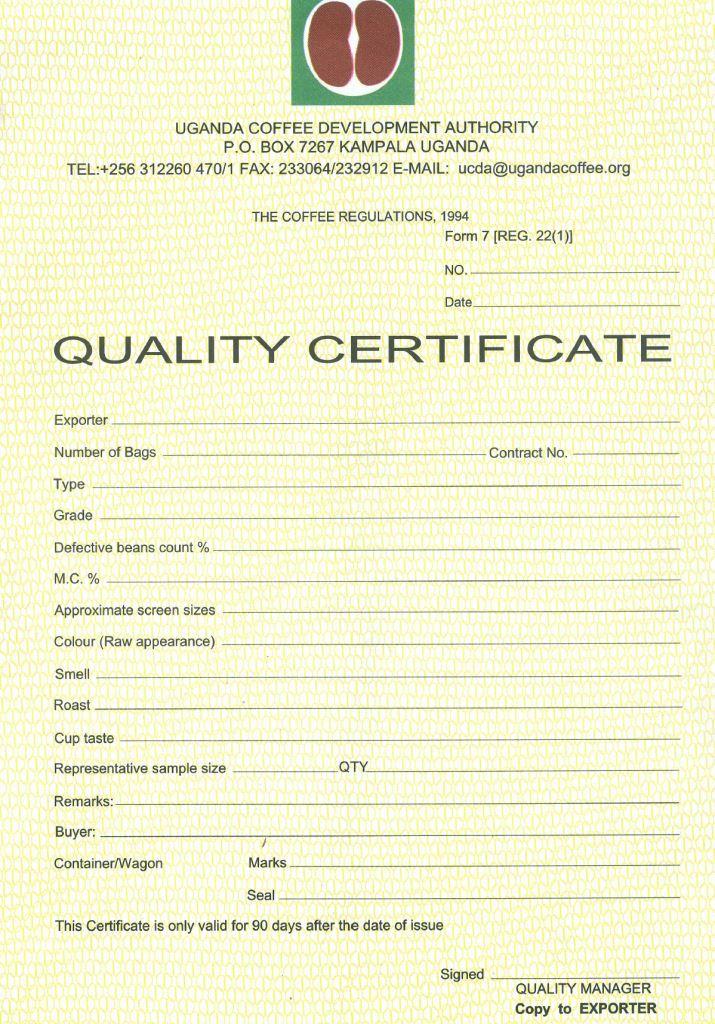 UGANDA COFFEE DEVELOPMENT AUTHORITY
P.O. BOX 7267 KAMPALA UGANDA
TEL:+256 312260 470/1 FAX: 233064/232912 E-MAIL: ucda@ugandacoffee.org
THE COFFEE REGULATIONS, 1994
Form 7 [REG. 22(1)]
NO.
Date
QUALITY CERTIFICATE
Exporter
Number of Bags Contract No.
Type
Grade
Defective beans count %
M.C. %
Approximate screen sizes
Colour (Raw appearance)
Smell
Roast
Cup taste
Representative sample size QTY
Remarks:
Buyer:
Container/Wagon Marks
Seal
This Certificate is only valid for 90 days after the date of issue
Signed
QUALITY MANAGER
Copy to EXPORTER